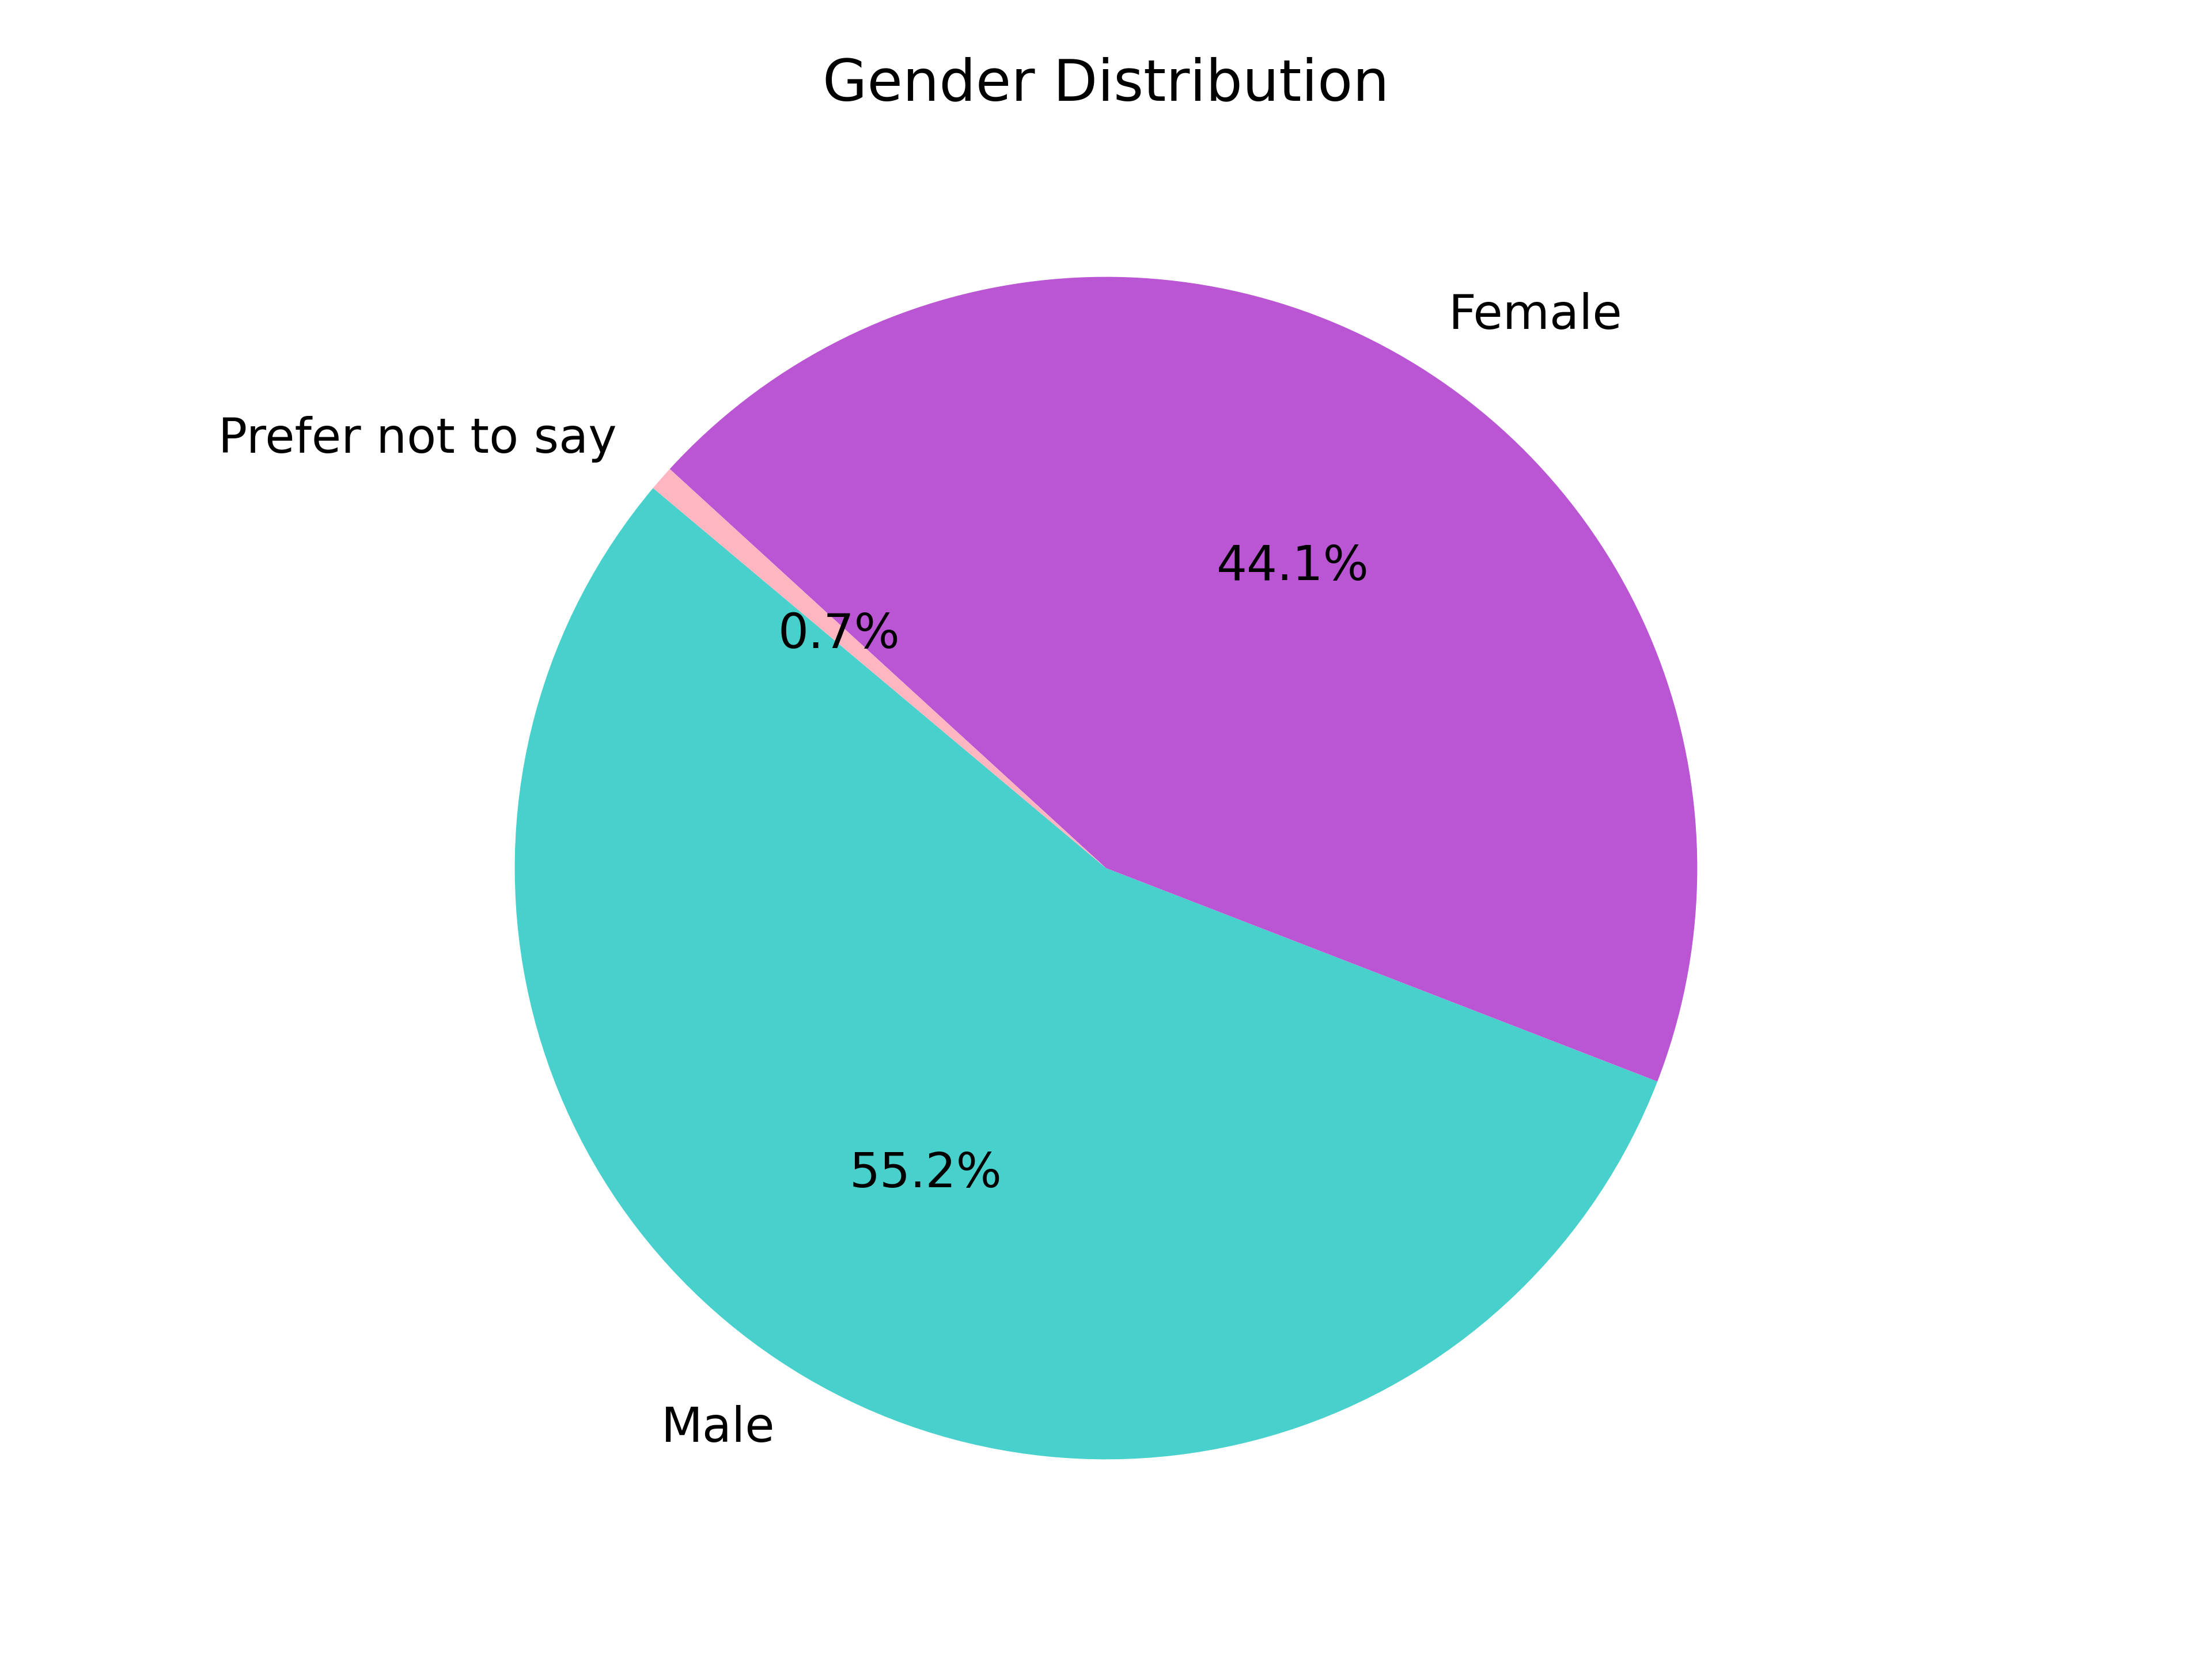 Gender Distribution
Female
Prefer not to say
44.1%
0.7%
55.2%
Male